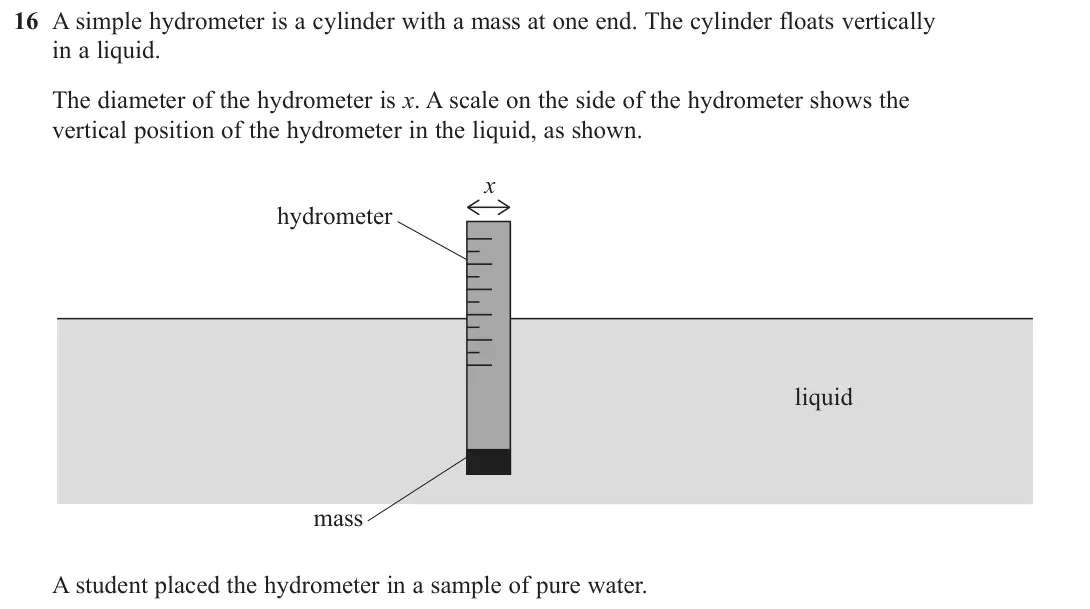 16 A simple hydrometer is a cylinder with a mass at one end. The cylinder floats vertically
in a liquid.
The diameter of the hydrometer is x. A scale on the side of the hydrometer shows the
vertical position of the hydrometer in the liquid, as shown.
x
hydrometer
liquid
mass
A student placed the hydrometer in a sample of pure water.